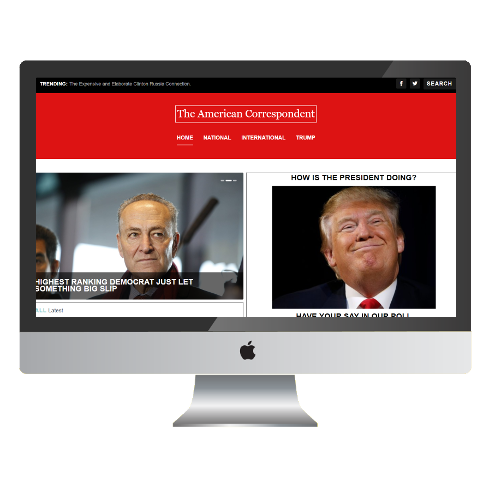 TRENDING: The Expensive and Elaborate Clinton Russia Connection.
SEARCH
The American Correspondent
HOME NATIONAL INTERNATIONAL TRUMP
HIGHEST RANKING DEMOCRAT JUST LET
SOMETHING BIG SLIP
HOW IS THE PRESIDENT DOING?
HAVE YOUR SAY IN OUR POLL
Latest